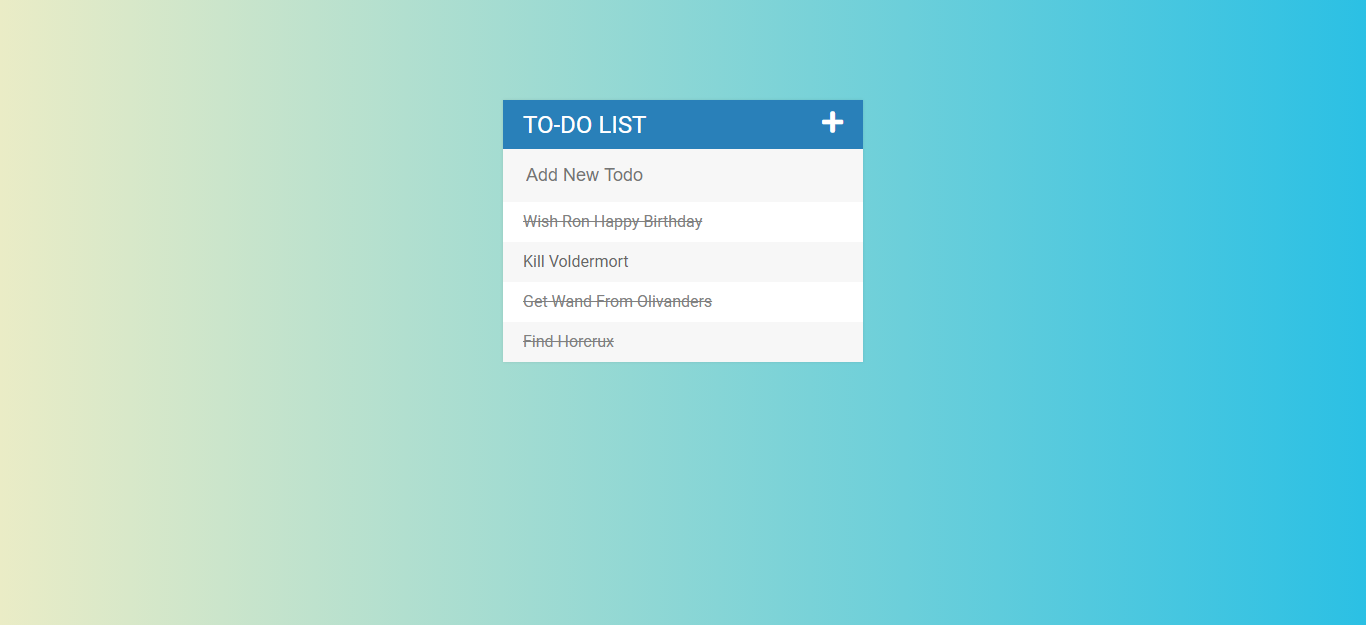 TO-DO LIST
Add New Todo
Wish Ron Happy Birthday
Kill Voldermort
Get Wand From Olivanders
Find Horcrux